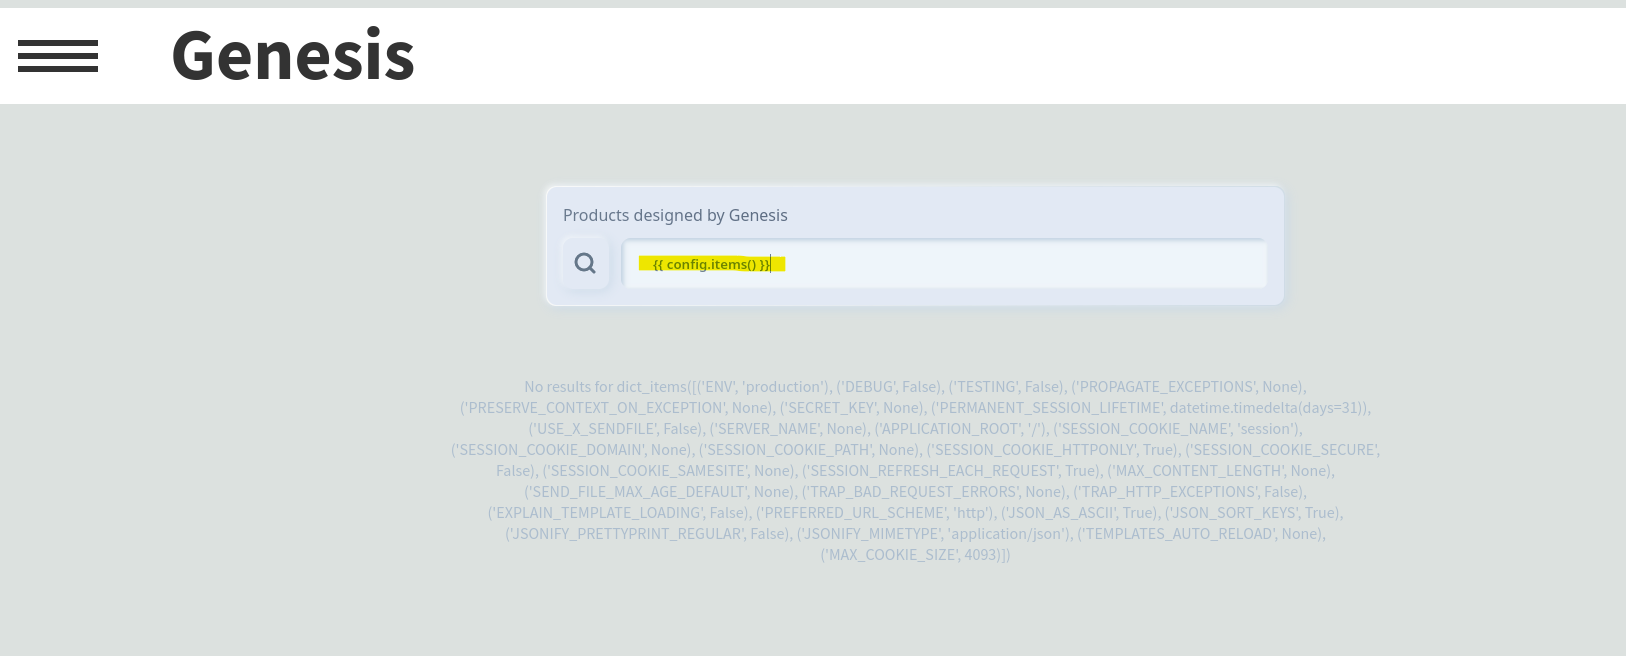 Genesis
Products designed by Genesis
{{ config.items() }}
No results for dict_items([('ENV', 'production'), ('DEBUG', False), ('TESTING', False), ('PROPAGATE_EXCEPTIONS', None),
('PRESERVE_CONTEXT_ON_EXCEPTION', None), ('SECRET_KEY', None), ('PERMANENT_SESSION_LIFETIME', datetime.timedelta(days=31)),
('USE_X_SENDFILE', False), ('SERVER_NAME', None), ('APPLICATION_ROOT', '/'), ('SESSION_COOKIE_NAME', 'session'),
('SESSION_COOKIE_DOMAIN', None), ('SESSION_COOKIE_PATH', None), ('SESSION_COOKIE_HTTPONLY', True), ('SESSION_COOKIE_SECURE',
False), ('SESSION_COOKIE_SAMESITE', None), ('SESSION_REFRESH_EACH_REQUEST', True), ('MAX_CONTENT_LENGTH', None),
('SEND_FILE_MAX_AGE_DEFAULT', None), ('TRAP_BAD_REQUEST_ERRORS', None), ('TRAP_HTTP_EXCEPTIONS', False),
('EXPLAIN_TEMPLATE_LOADING', False), ('PREFERRED_URL_SCHEME', 'http'), ('JSON_AS_ASCII', True), ('JSON_SORT_KEYS', True),
('JSONIFY_PRETTYPRINT_REGULAR', False), ('JSONIFY_MIMETYPE', 'application/json'), ('TEMPLATES_AUTO_RELOAD', None),
('MAX_COOKIE_SIZE', 4093)])